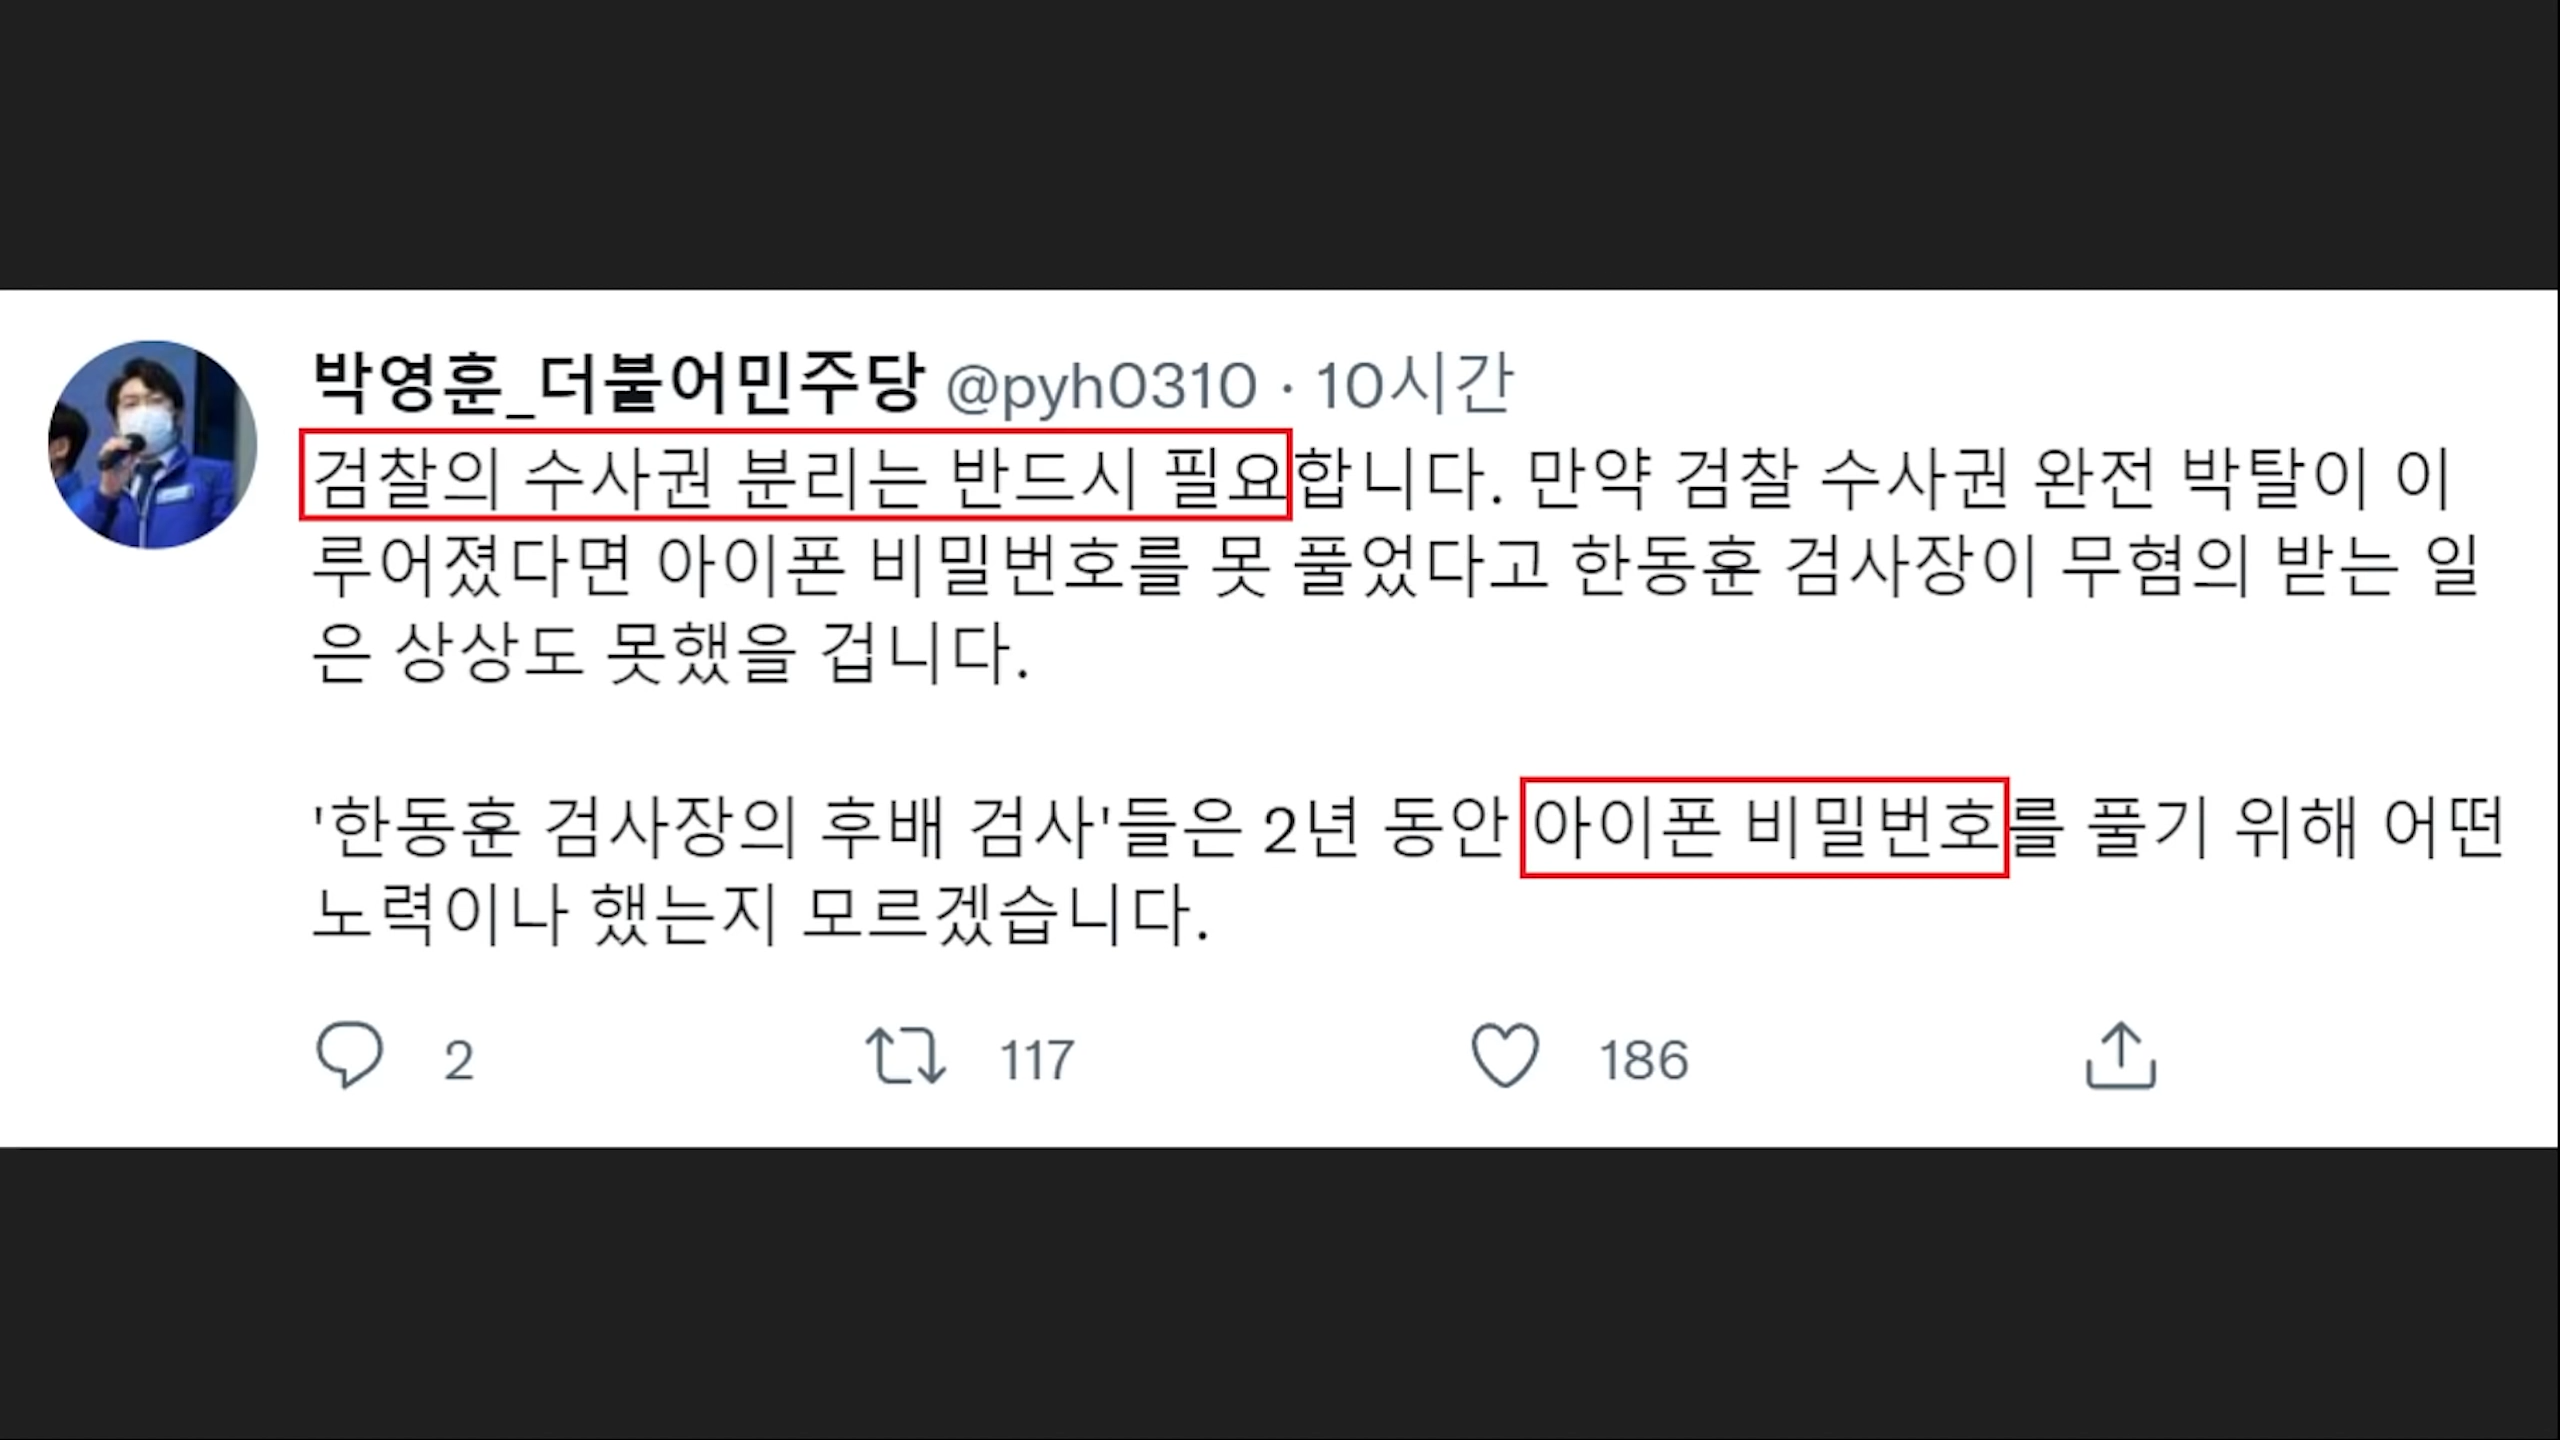 박영훈_더불어민주당 @pyh0310 · 10시간
검찰의 수사권 분리는 반드시 필요합니다. 만약 검찰 수사권 완전 박탈이 이
루어졌다면 아이폰 비밀번호를 못 풀었다고 한동훈 검사장이 무혐의 받는 일
은 상상도 못했을 겁니다.
'한동훈 검사장의 후배 검사'들은 2년 동안 아이폰 비밀번호를 풀기 위해 어떤
노력이나 했는지 모르겠습니다.
2 117 186